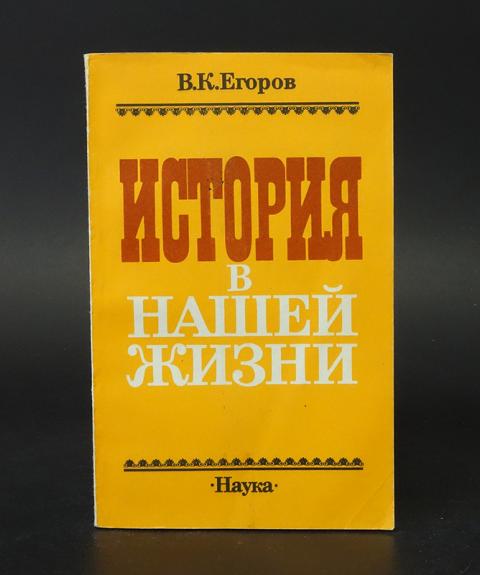 В.К.Егоров
ИСТОРИЯ
В
НАШЕЙ
ЖИЗНИ
·Наука·